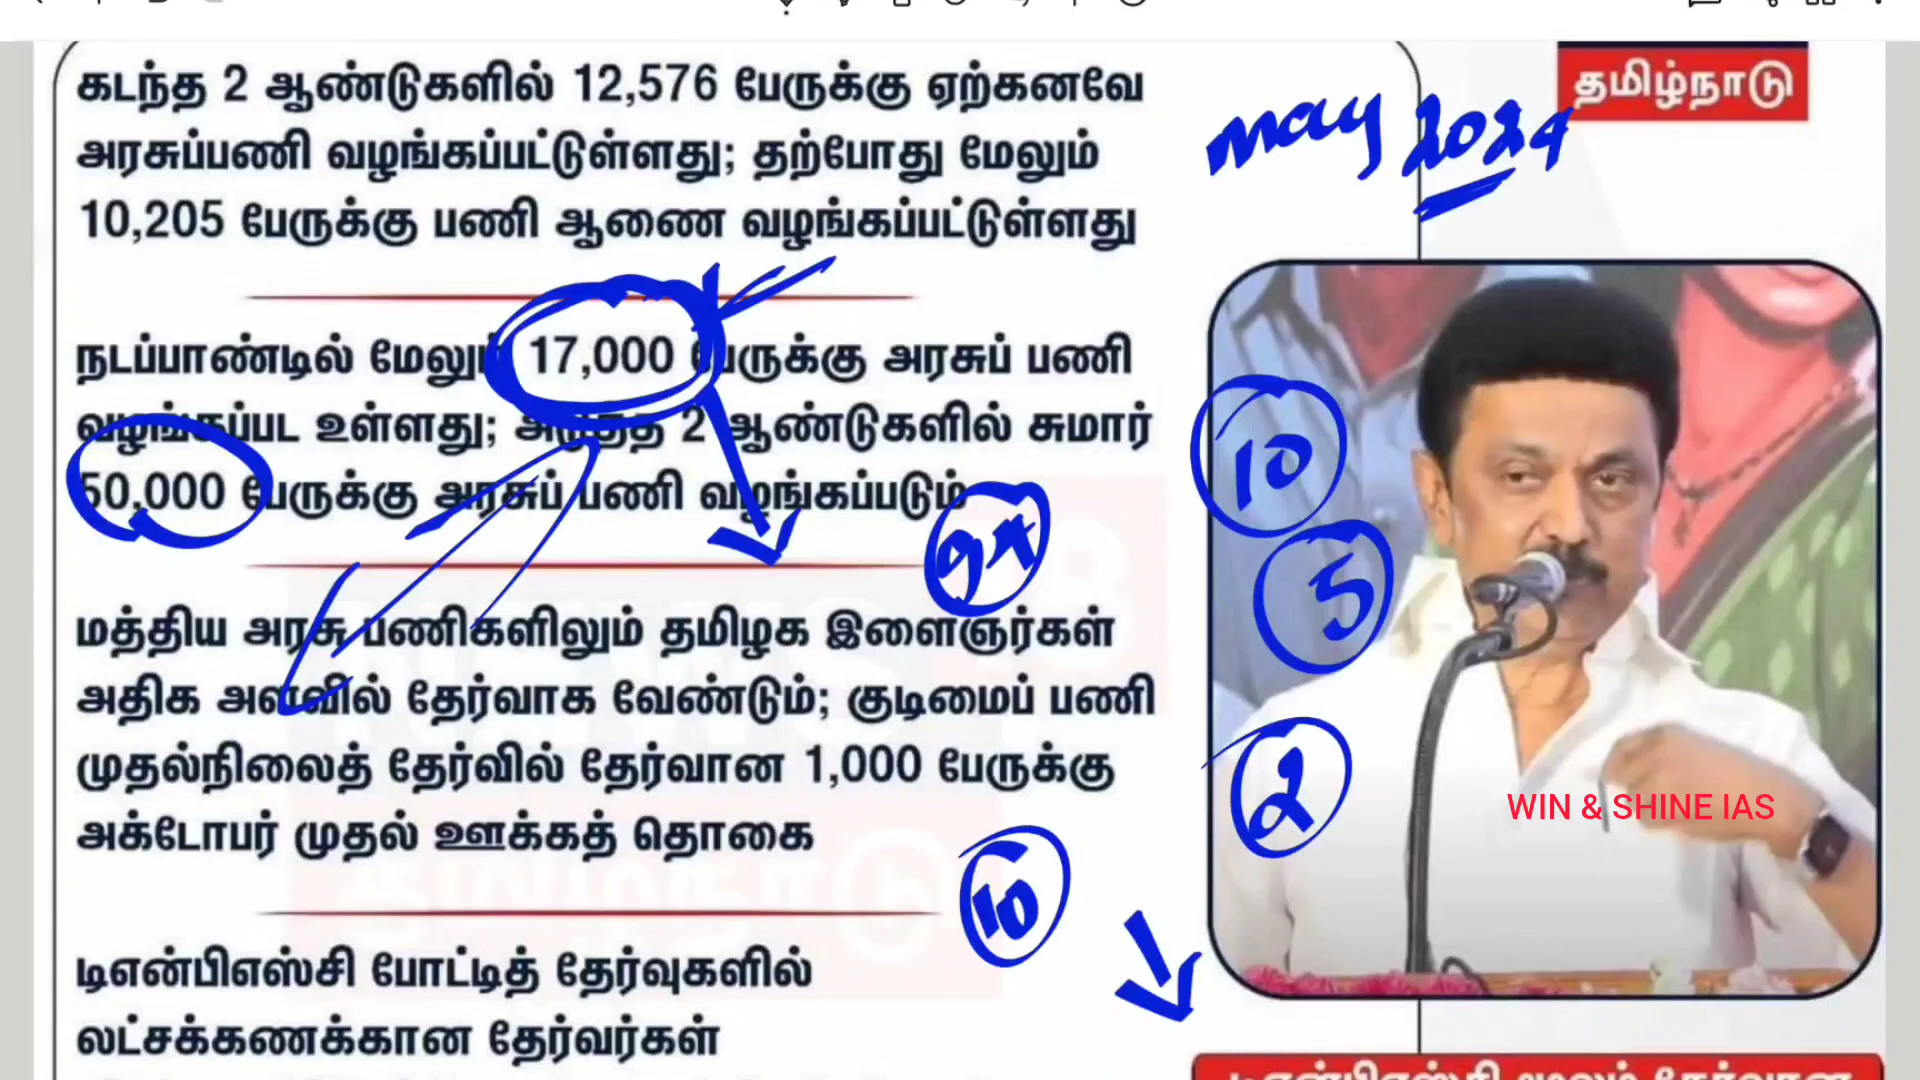 கடந்த 2 ஆண்டுகளில் 12,576 பேருக்கு ஏற்கனவே
அரசுப்பணி வழங்கப்பட்டுள்ளது; தற்போது மேலும்
10,205 பேருக்கு பணி ஆணை வழங்கப்பட்டுள்ளது
தமிழ்நாடு
may 2024
நடப்பாண்டில் மேலும் 17,000 பேருக்கு அரசுப் பணி
வழங்கப்பட உள்ளது; அடுத்த 2 ஆண்டுகளில் சுமார்
50,000 பேருக்கு அரசுப் பணி வழங்கப்படும்
10
5
மத்திய அரசு பணிகளிலும் தமிழக இளைஞர்கள்
அதிக அளவில் தேர்வாக வேண்டும்; குடிமைப் பணி
முதல்நிலைத் தேர்வில் தேர்வான 1,000 பேருக்கு
அக்டோபர் முதல் ஊக்கத் தொகை
2
WIN & SHINE IAS
10
டிஎன்பிஎஸ்சி போட்டித் தேர்வுகளில்
லட்சக்கணக்கான தேர்வர்கள்